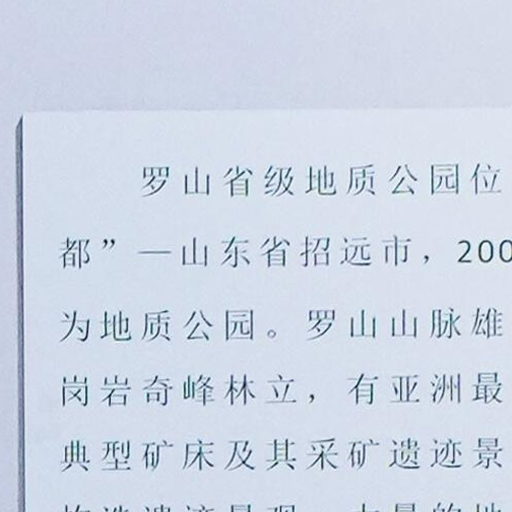 罗山省级地质公园位
都”—山东省招远市，200
为地质公园。罗山山脉雄
岗岩奇峰林立，有亚洲最
典型矿床及其采矿遗迹景